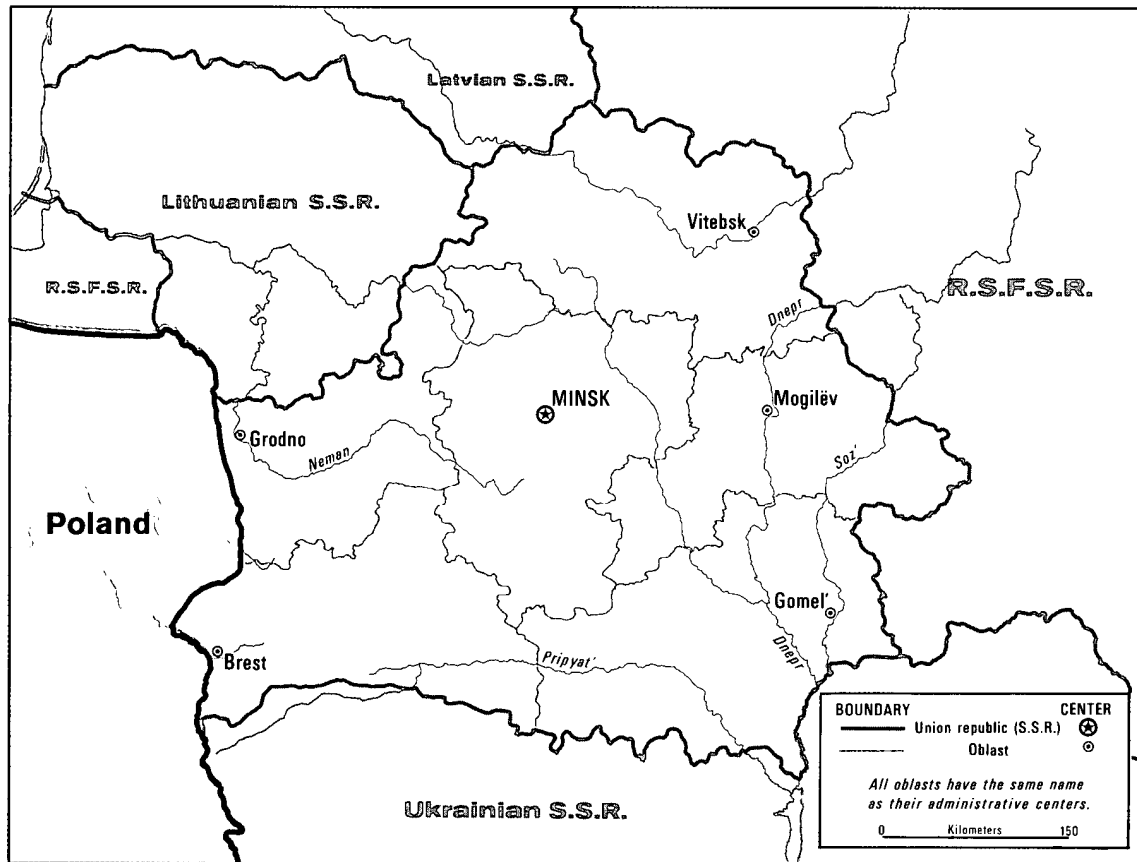 Latvian S.S.R.
Lithuanian S.S.R.
Vitebsk
R.S.F.S.R.
R.S.F.S.R.
Dnepr
MINSK
Mogilëv
Grodno
Neman
Soz'
Poland
Gomel'
Brest
Pripyat'
Dnepr
Ukrainian S.S.R.
BOUNDARY CENTER
Union republic (S.S.R.)
Oblast
All oblasts have the same name
as their administrative centers.
0 Kilometers 150